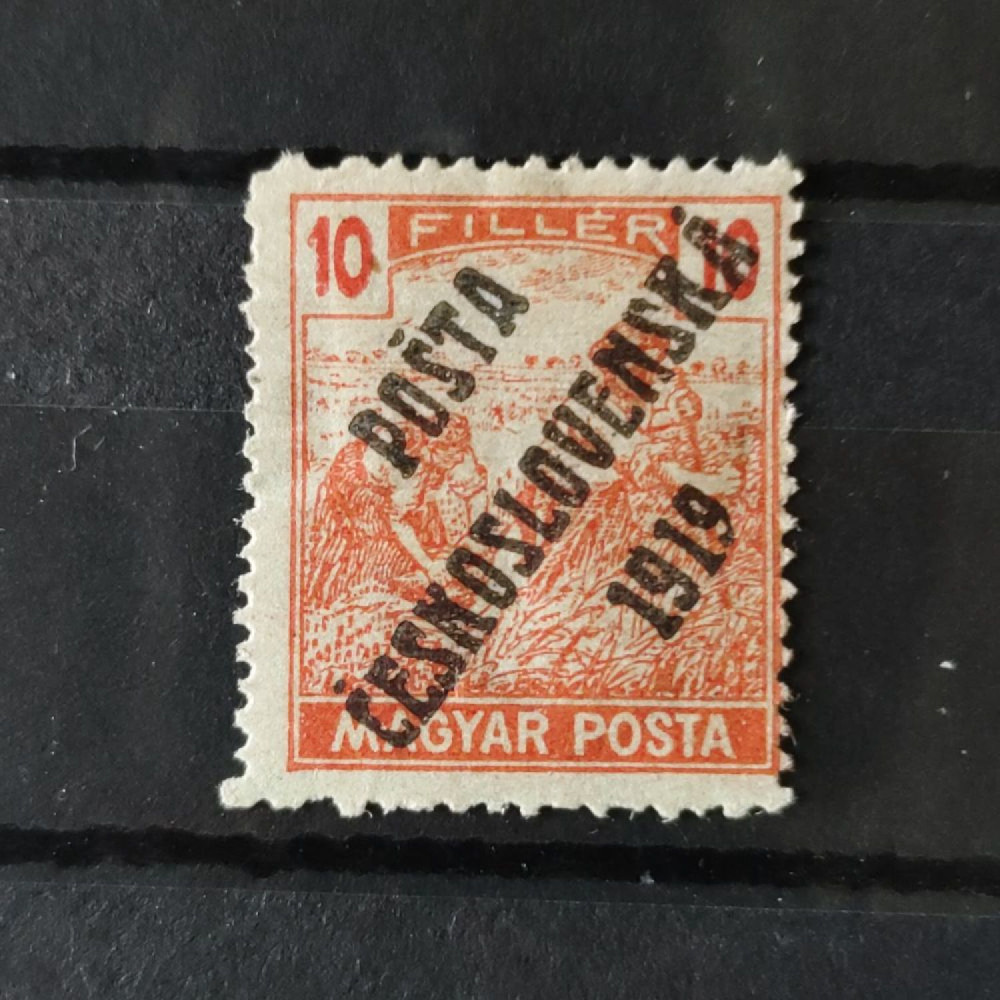 10 FILLÉR 10
POŠTA
ČESKOSLOVENSKÁ
1919
MAGYAR POSTA